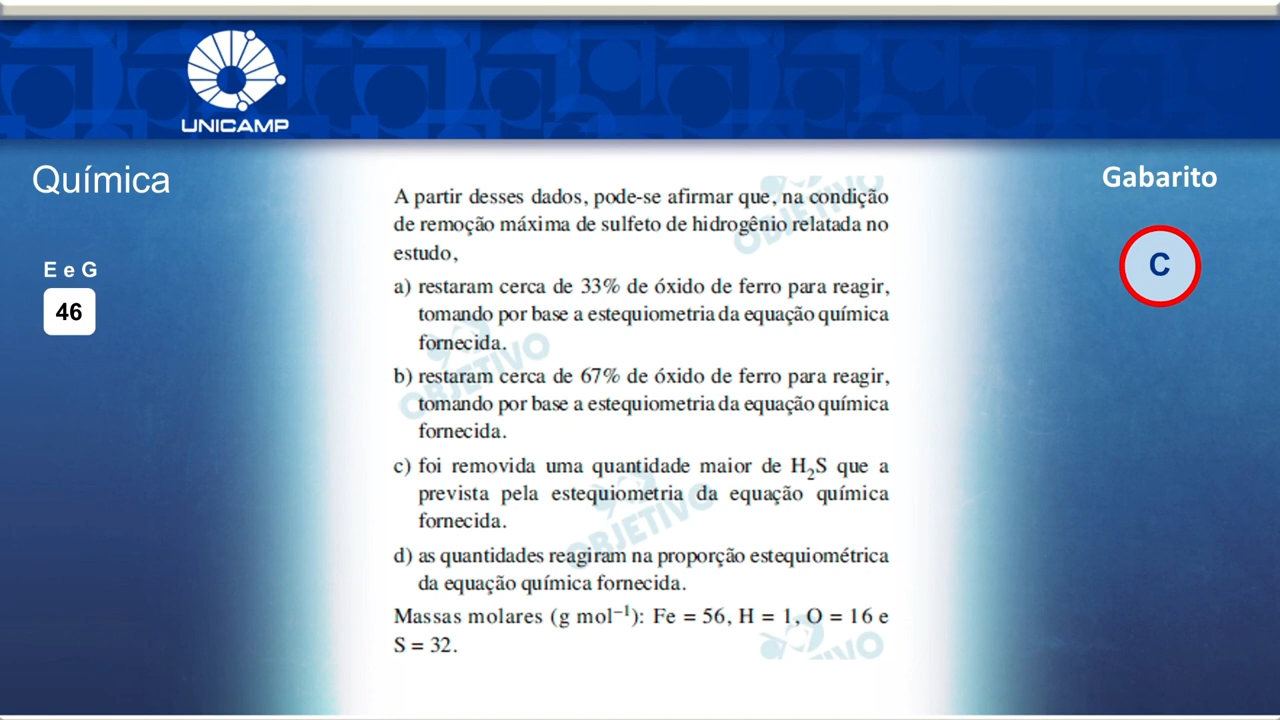 UNICAMP
Química
E e G
46
Gabarito
C
A partir desses dados, pode-se afirmar que, na condição
de remoção máxima de sulfeto de hidrogênio relatada no
estudo,
a) restaram cerca de 33% de óxido de ferro para reagir,
tomando por base a estequiometria da equação química
fornecida.
b) restaram cerca de 67% de óxido de ferro para reagir,
tomando por base a estequiometria da equação química
fornecida.
c) foi removida uma quantidade maior de H₂S que a
prevista pela estequiometria da equação química
fornecida.
d) as quantidades reagiram na proporção estequiométrica
da equação química fornecida.
Massas molares (g mol⁻¹): Fe = 56, H = 1, O = 16 e
S = 32.
OBJETIVO
OBJETIVO
OBJETIVO